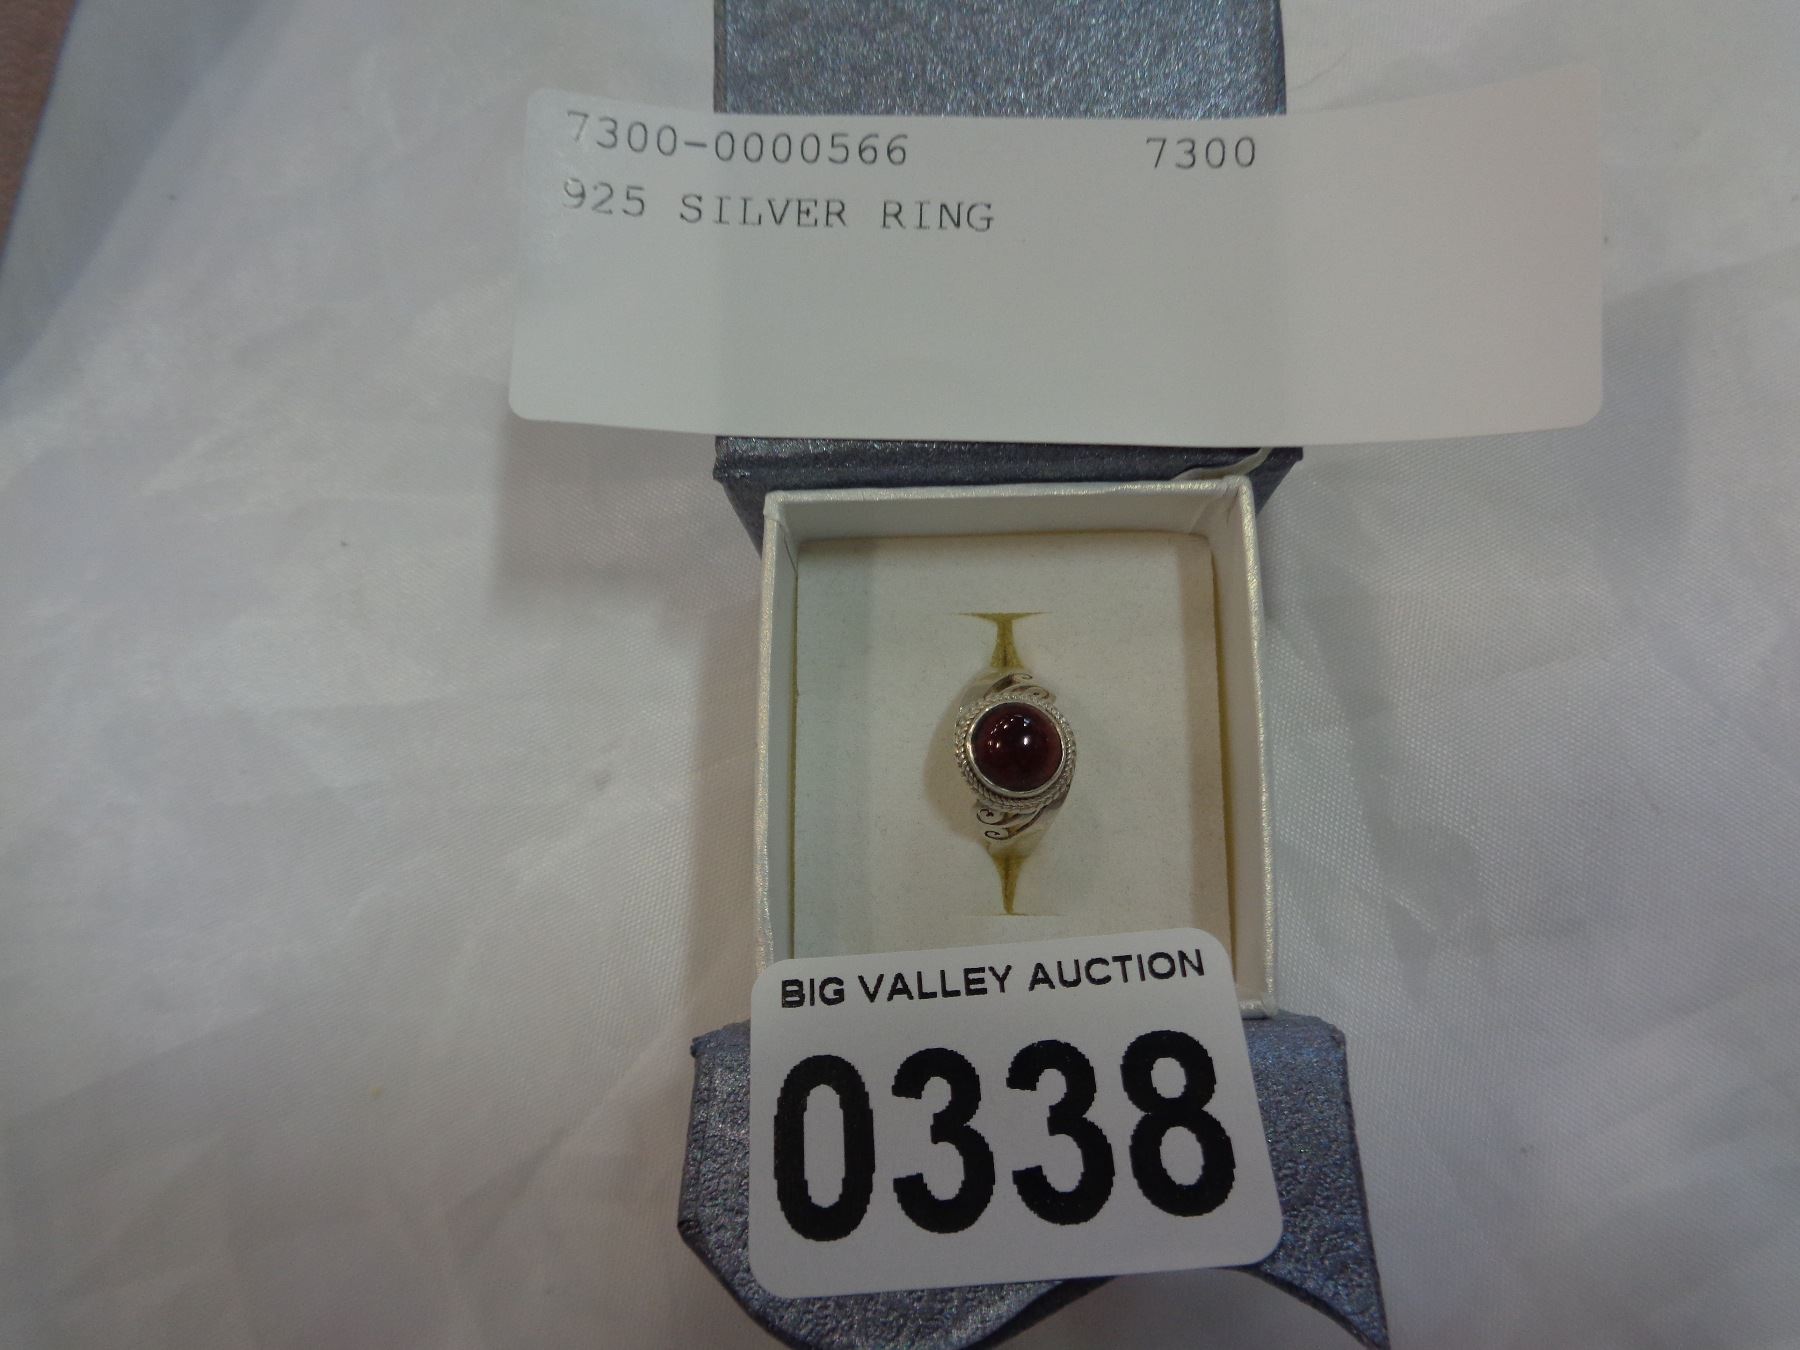 7300-0000566 7300
925 SILVER RING
BIG VALLEY AUCTION
0338